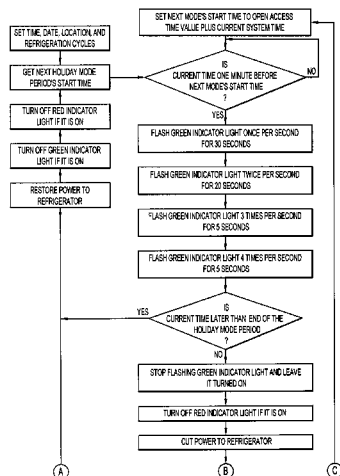 SET NEXT MODE'S START TIME TO OPEN ACCESS
TIME VALUE PLUS CURRENT SYSTEM TIME
SET TIME, DATE, LOCATION, AND
REFRIGERATION CYCLES
GET NEXT HOLIDAY MODE
PERIOD'S START TIME
TURN OFF RED INDICATOR
LIGHT IF IT IS ON
TURN OFF GREEN INDICATOR
LIGHT IF IT IS ON
RESTORE POWER TO
REFRIGERATOR
IS
CURRENT TIME ONE MINUTE BEFORE
NEXT MODE'S START TIME
?
NO
YES
FLASH GREEN INDICATOR LIGHT ONCE PER SECOND
FOR 30 SECONDS
FLASH GREEN INDICATOR LIGHT TWICE PER SECOND
FOR 20 SECONDS
FLASH GREEN INDICATOR LIGHT 3 TIMES PER SECOND
FOR 5 SECONDS
FLASH GREEN INDICATOR LIGHT 4 TIMES PER SECOND
FOR 5 SECONDS
YES
IS
CURRENT TIME LATER THAN END OF THE
HOLIDAY MODE PERIOD
?
NO
STOP FLASHING GREEN INDICATOR LIGHT AND LEAVE
IT TURNED ON
TURN OFF RED INDICATOR LIGHT IF IT IS ON
CUT POWER TO REFRIGERATOR
A
B
C